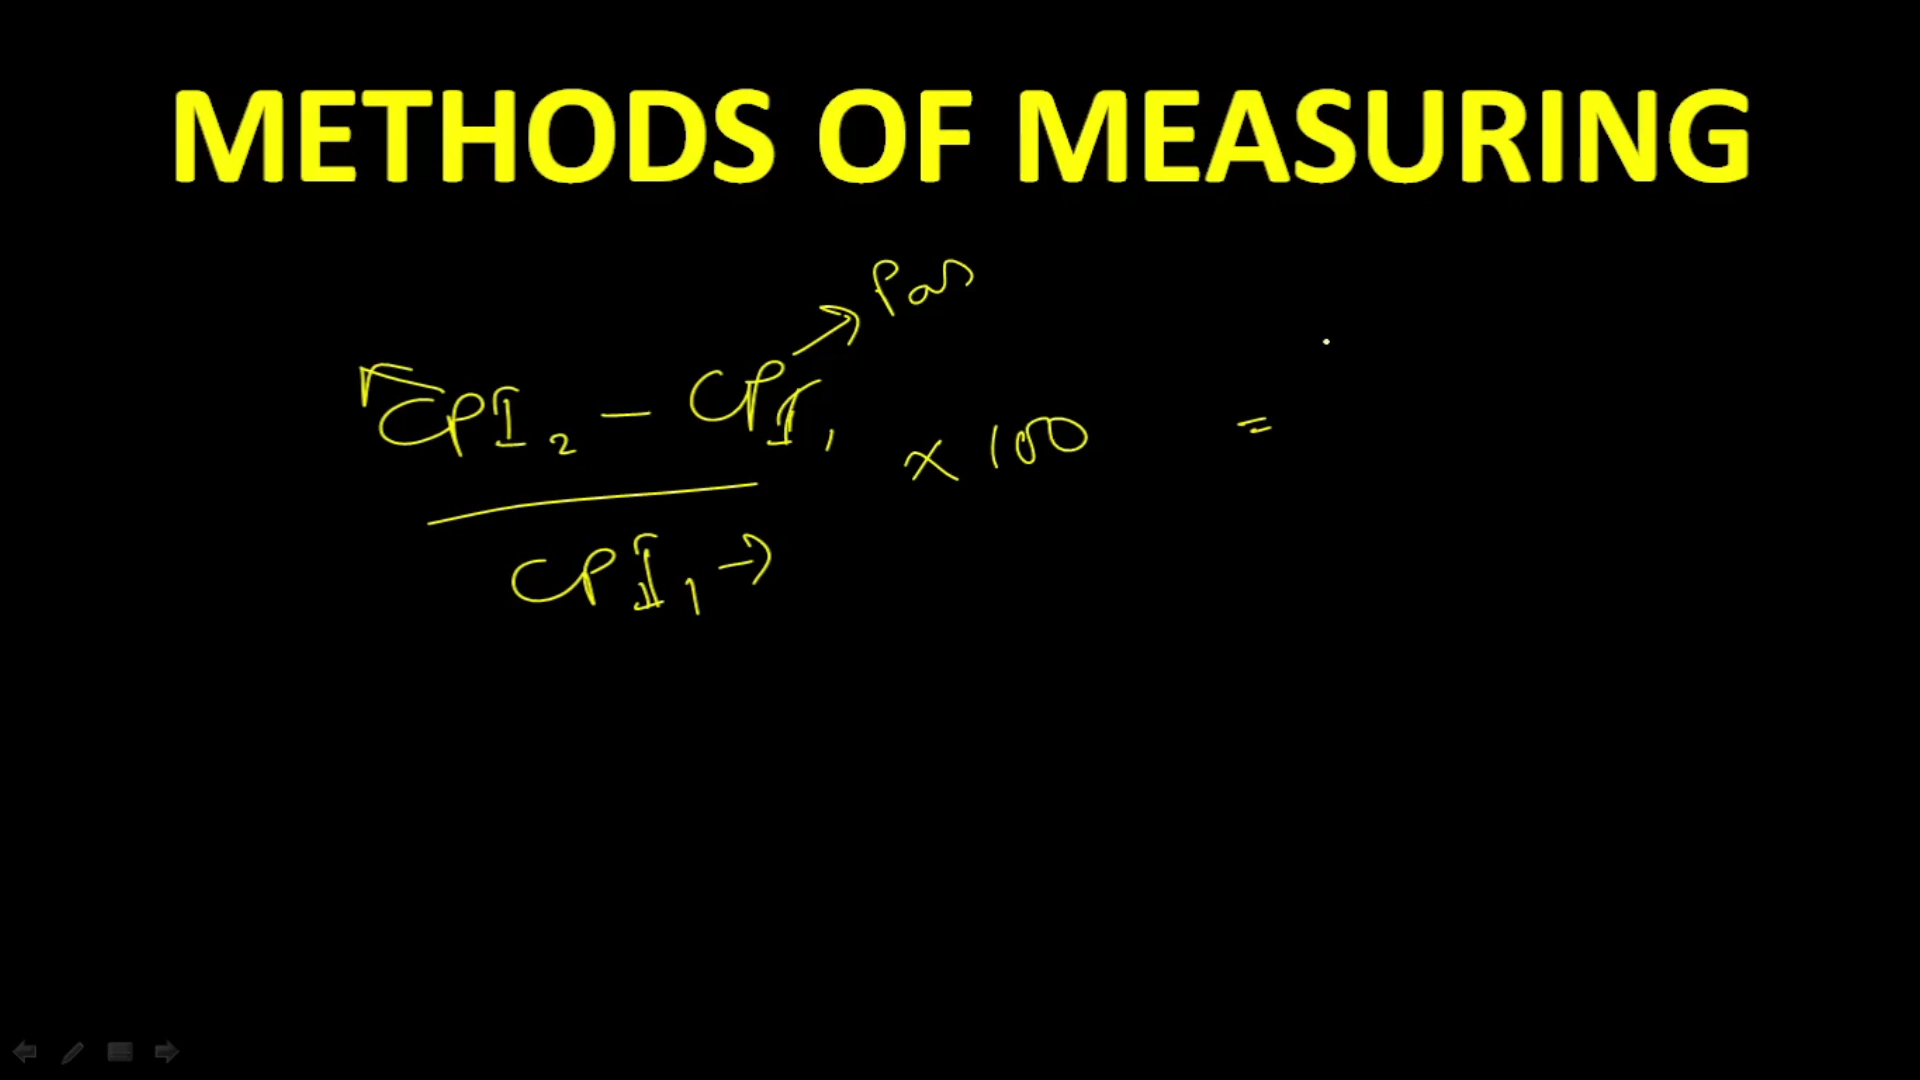 METHODS OF MEASURING
Pas
CPI₂ - CPI₁ × 100 =
CPI₁ →